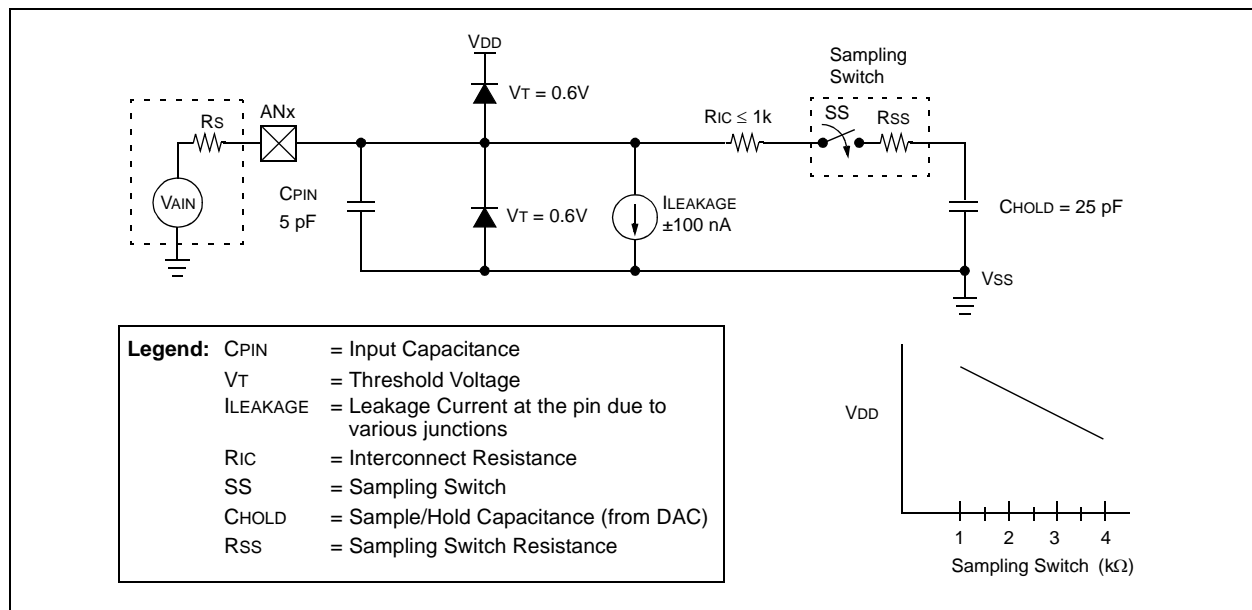 VDD
Sampling
Switch
VT = 0.6V
ANx
RS
RIC ≤ 1k
SS
RSS
VAIN
CPIN
5 pF
VT = 0.6V
ILEAKAGE
±100 nA
CHOLD = 25 pF
VSS
Legend: CPIN = Input Capacitance
VT = Threshold Voltage
ILEAKAGE = Leakage Current at the pin due to
various junctions
RIC = Interconnect Resistance
SS = Sampling Switch
CHOLD = Sample/Hold Capacitance (from DAC)
RSS = Sampling Switch Resistance
VDD
1 2 3 4
Sampling Switch (kΩ)